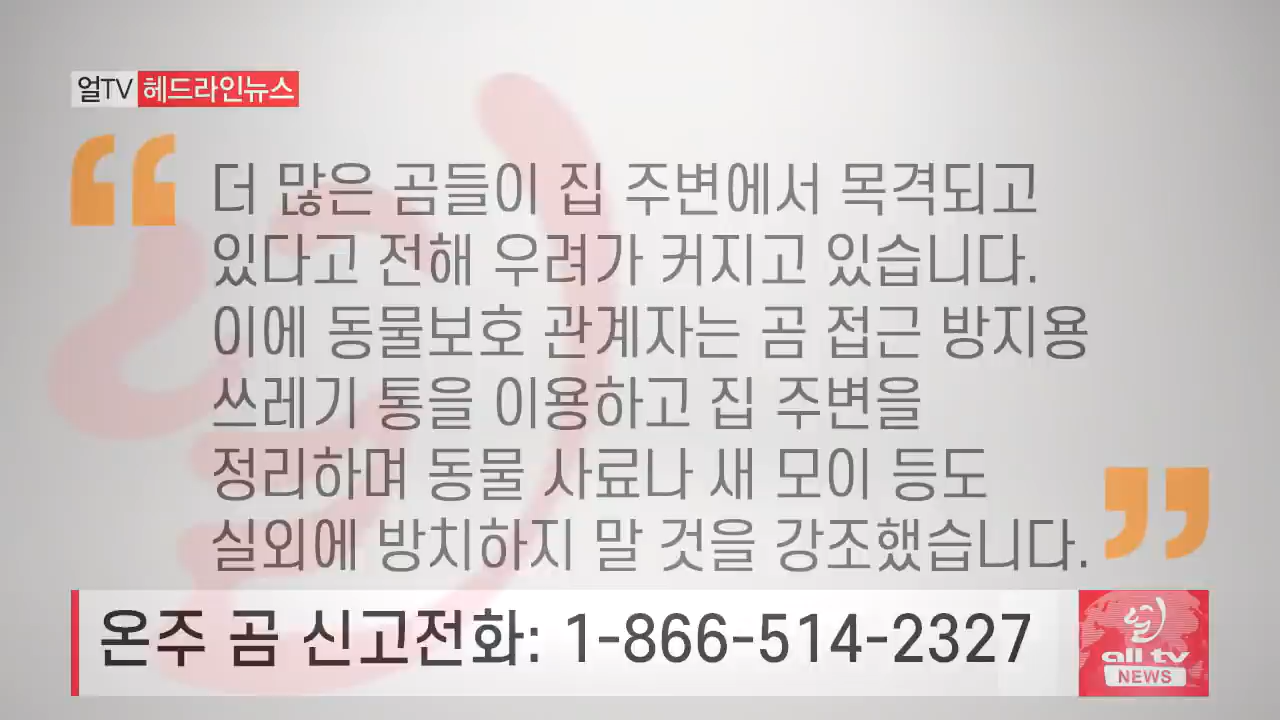 얼TV 헤드라인뉴스
더 많은 곰들이 집 주변에서 목격되고
있다고 전해 우려가 커지고 있습니다.
이에 동물보호 관계자는 곰 접근 방지용
쓰레기 통을 이용하고 집 주변을
정리하며 동물 사료나 새 모이 등도
실외에 방치하지 말 것을 강조했습니다.
온주 곰 신고전화: 1-866-514-2327
얼
all tv
NEWS